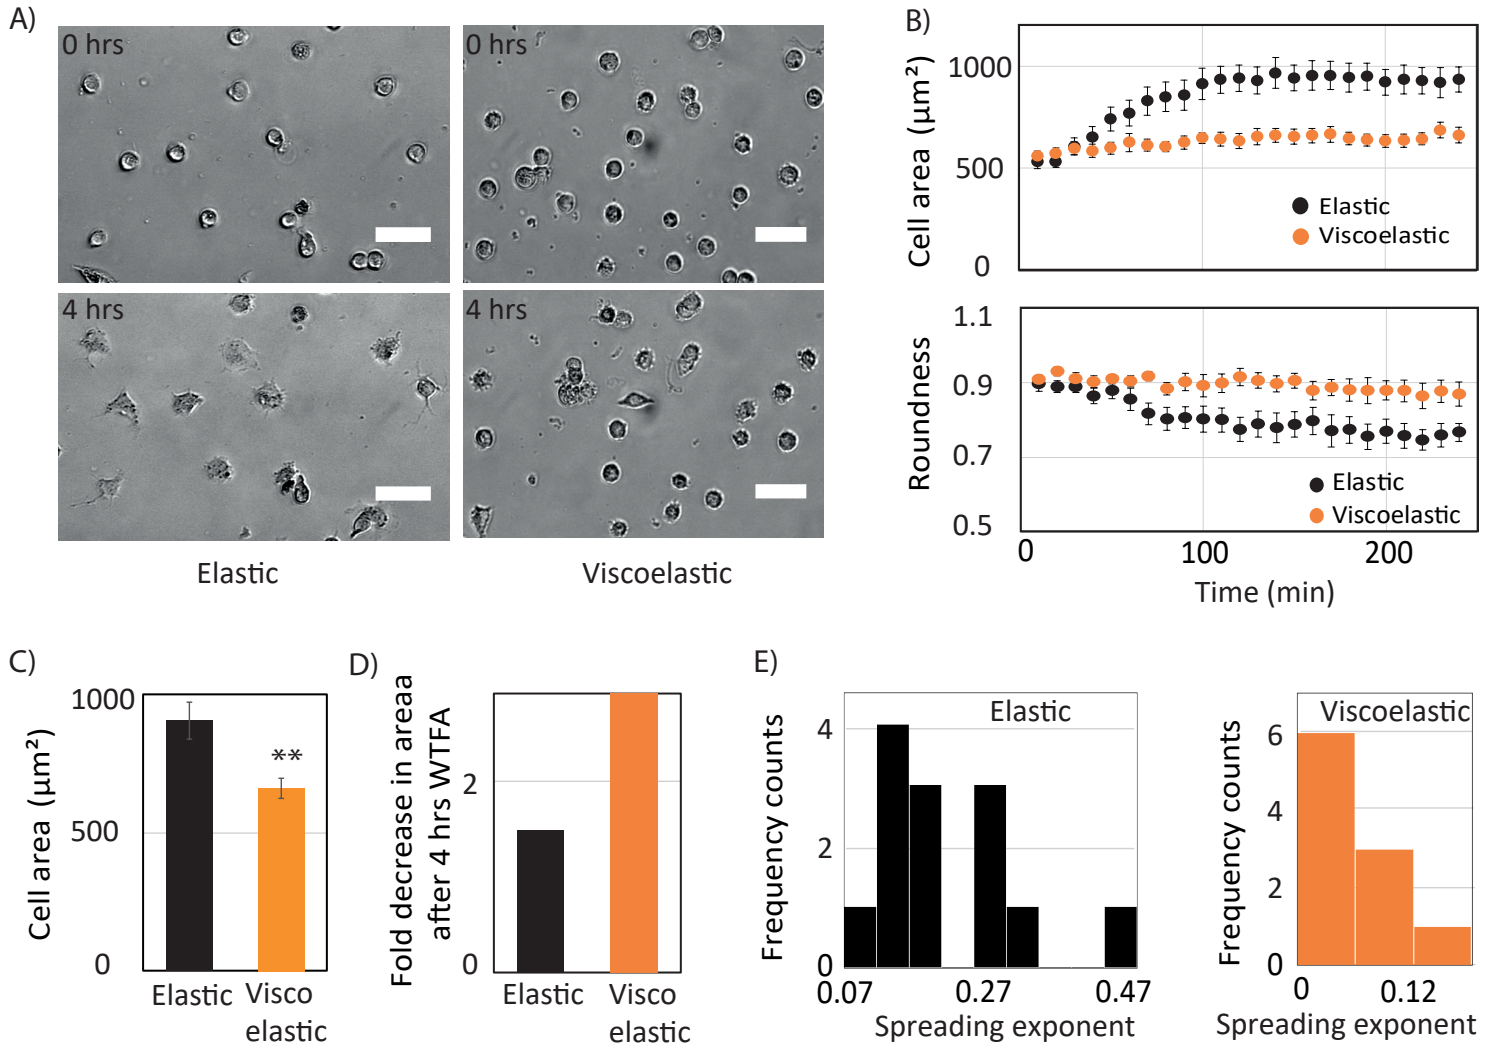 A)
0 hrs
0 hrs
4 hrs
4 hrs
Elastic
Viscoelastic
B)
Cell area (µm²)
1000
500
0
Elastic
Viscoelastic
Roundness
1.1
0.9
0.7
0.5
Elastic
Viscoelastic
0
100
200
Time (min)
C)
Cell area (µm²)
1000
500
0
**
Elastic
Visco
elastic
D)
Fold decrease in areaa
after 4 hrs WTFA
2
0
Elastic
Visco
elastic
E)
Frequency counts
4
2
0
Elastic
0.07
0.27
0.47
Spreading exponent
Frequency counts
6
4
2
0
Viscoelastic
0
0.12
Spreading exponent